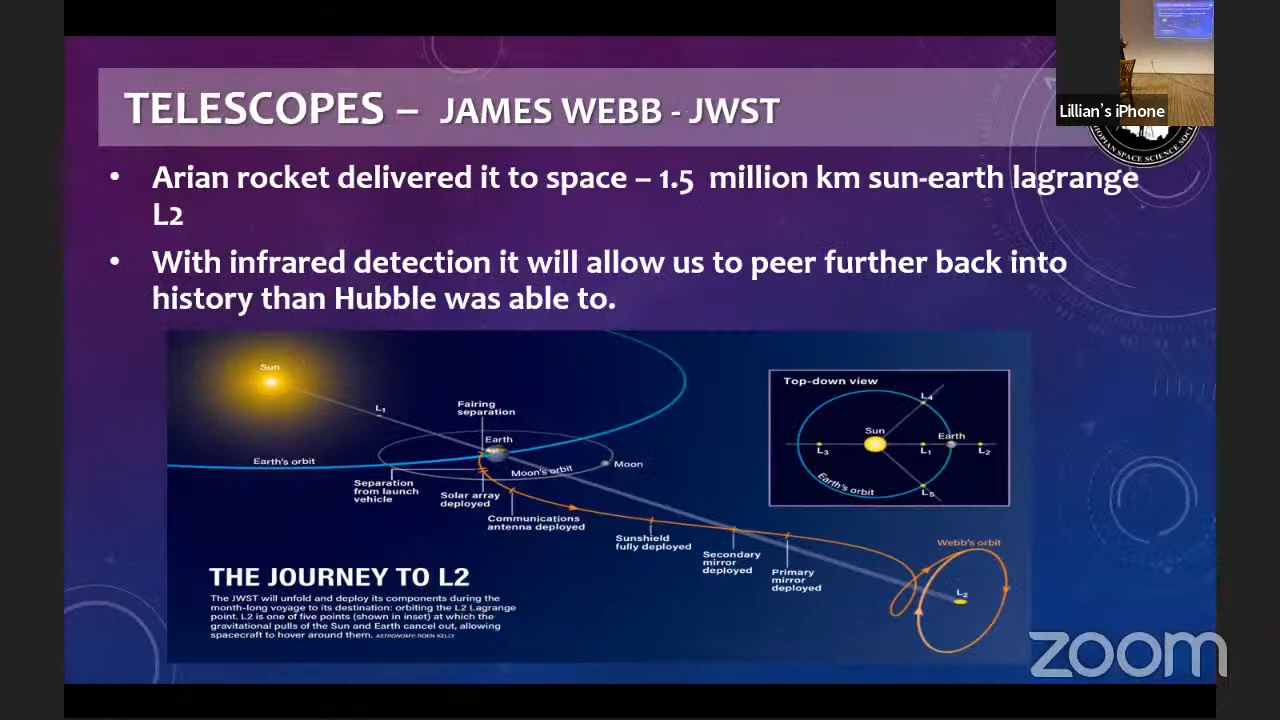 TELESCOPES – JAMES WEBB - JWST
Lillian's iPhone
OPIAN SPACE SCIENCE SOCI
• Arian rocket delivered it to space – 1.5 million km sun-earth lagrange
L2
• With infrared detection it will allow us to peer further back into
history than Hubble was able to.
Sun
L1
Fairing
separation
Earth
Earth's orbit
Moon's orbit
Moon
Separation
from launch
vehicle
Solar array
deployed
Communications
antenna deployed
Sunshield
fully deployed
Secondary
mirror
deployed
Primary
mirror
deployed
Top-down view
L4
Sun
Earth
L3
L1
L2
Earth's orbit
L5
Webb's orbit
L2
THE JOURNEY TO L2
The JWST will unfold and deploy its components during the
month-long voyage to its destination: orbiting the L2 Lagrange
point. L2 is one of five points (shown in inset) at which the
gravitational pulls of the Sun and Earth cancel out, allowing
spacecraft to hover around them. ASTRONOMY: ROEN KELLY
zoom